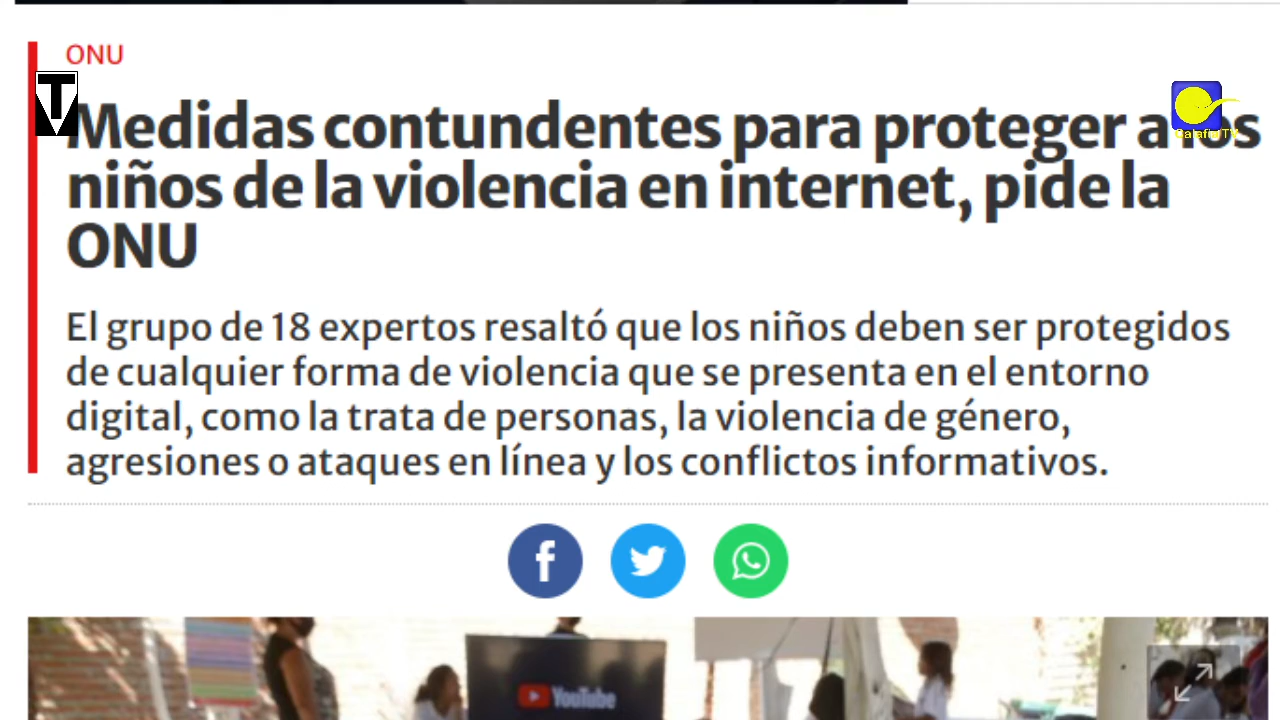 ONU
TV
Medidas contundentes para proteger a los
niños de la violencia en internet, pide la
ONU
CalafiaTV
El grupo de 18 expertos resaltó que los niños deben ser protegidos
de cualquier forma de violencia que se presenta en el entorno
digital, como la trata de personas, la violencia de género,
agresiones o ataques en línea y los conflictos informativos.
YouTube